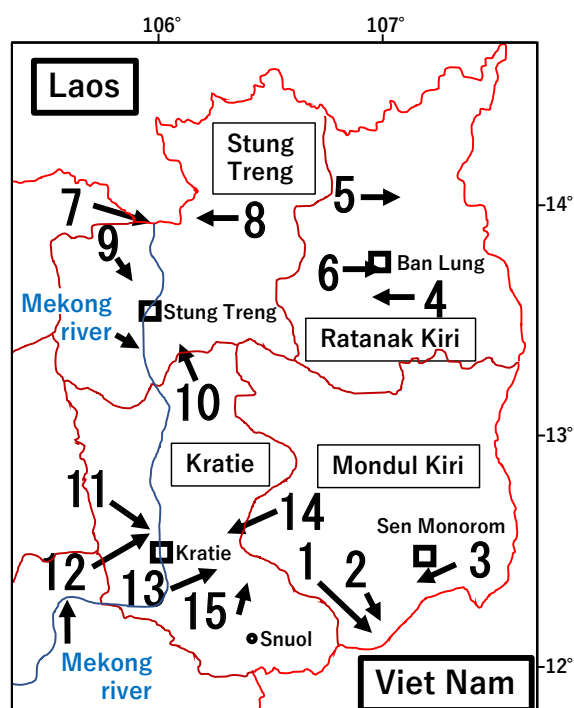 106°
107°
Laos
Stung
Treng
5
14°
7
8
9
6
Ban Lung
4
Mekong
river
Stung Treng
Ratanak Kiri
10
13°
Kratie
Mondul Kiri
11
14
Sen Monorom
12
Kratie
13
1
2
3
15
Snuol
Mekong
river
12°
Viet Nam